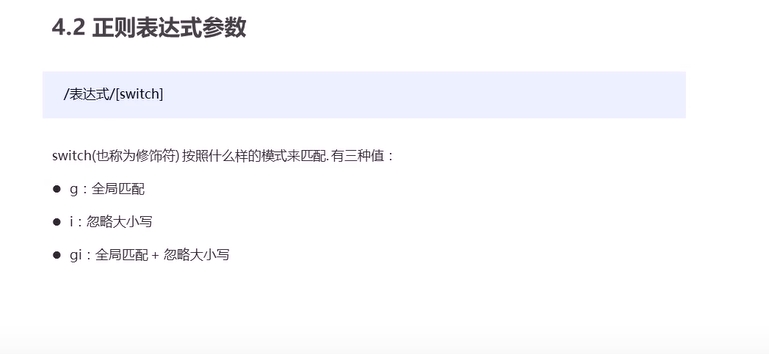 4.2 正则表达式参数
/表达式/[switch]
switch(也称为修饰符) 按照什么样的模式来匹配. 有三种值：
● g：全局匹配
● i：忽略大小写
● gi：全局匹配 + 忽略大小写